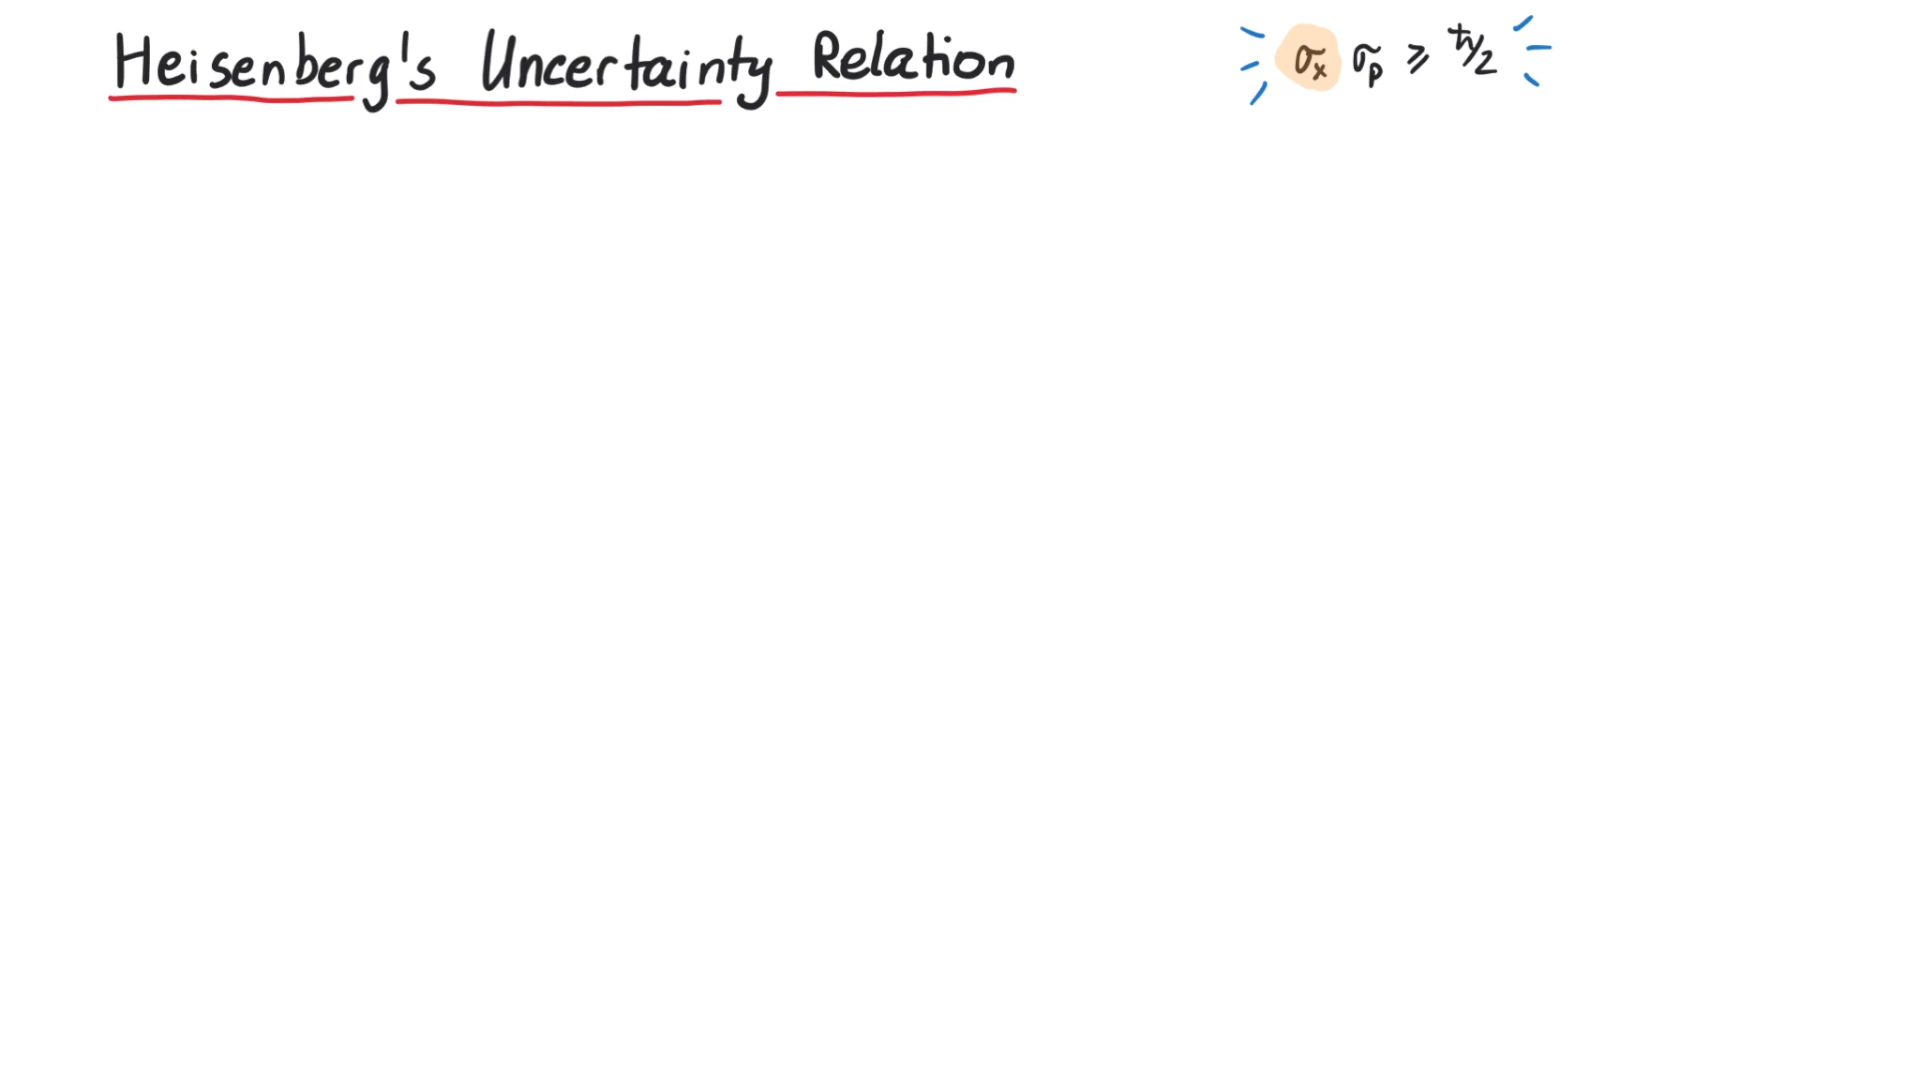 Heisenberg's Uncertainty Relation
σₓ σₚ ⩾ ħ/2